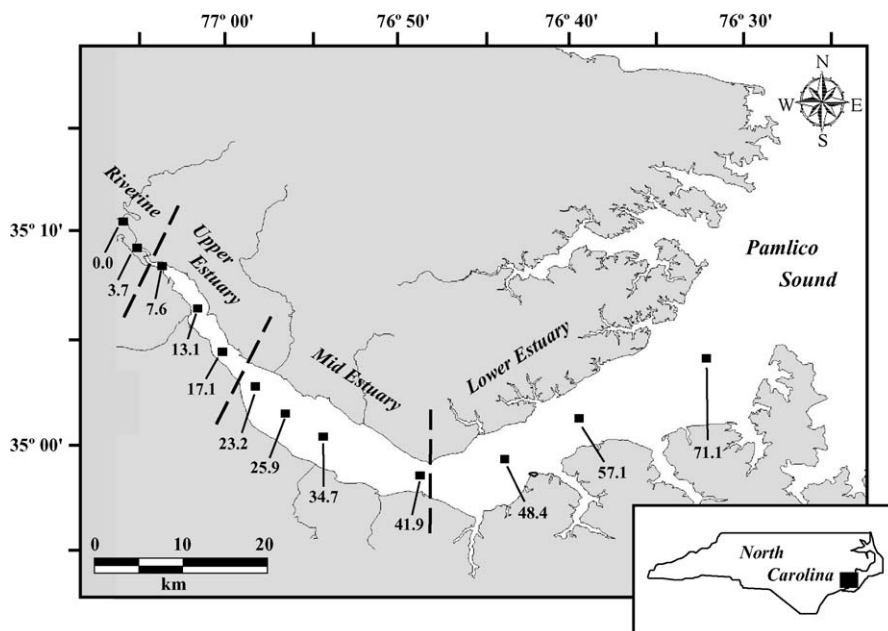 77º 00'
76º 50'
76º 40'
76º 30'
N
W
E
S
35º 10'
35º 00'
Riverine
Upper
Estuary
Mid Estuary
Lower Estuary
Pamlico
Sound
0.0
3.7
7.6
13.1
17.1
23.2
25.9
34.7
41.9
48.4
57.1
71.1
0 10 20
km
North
Carolina